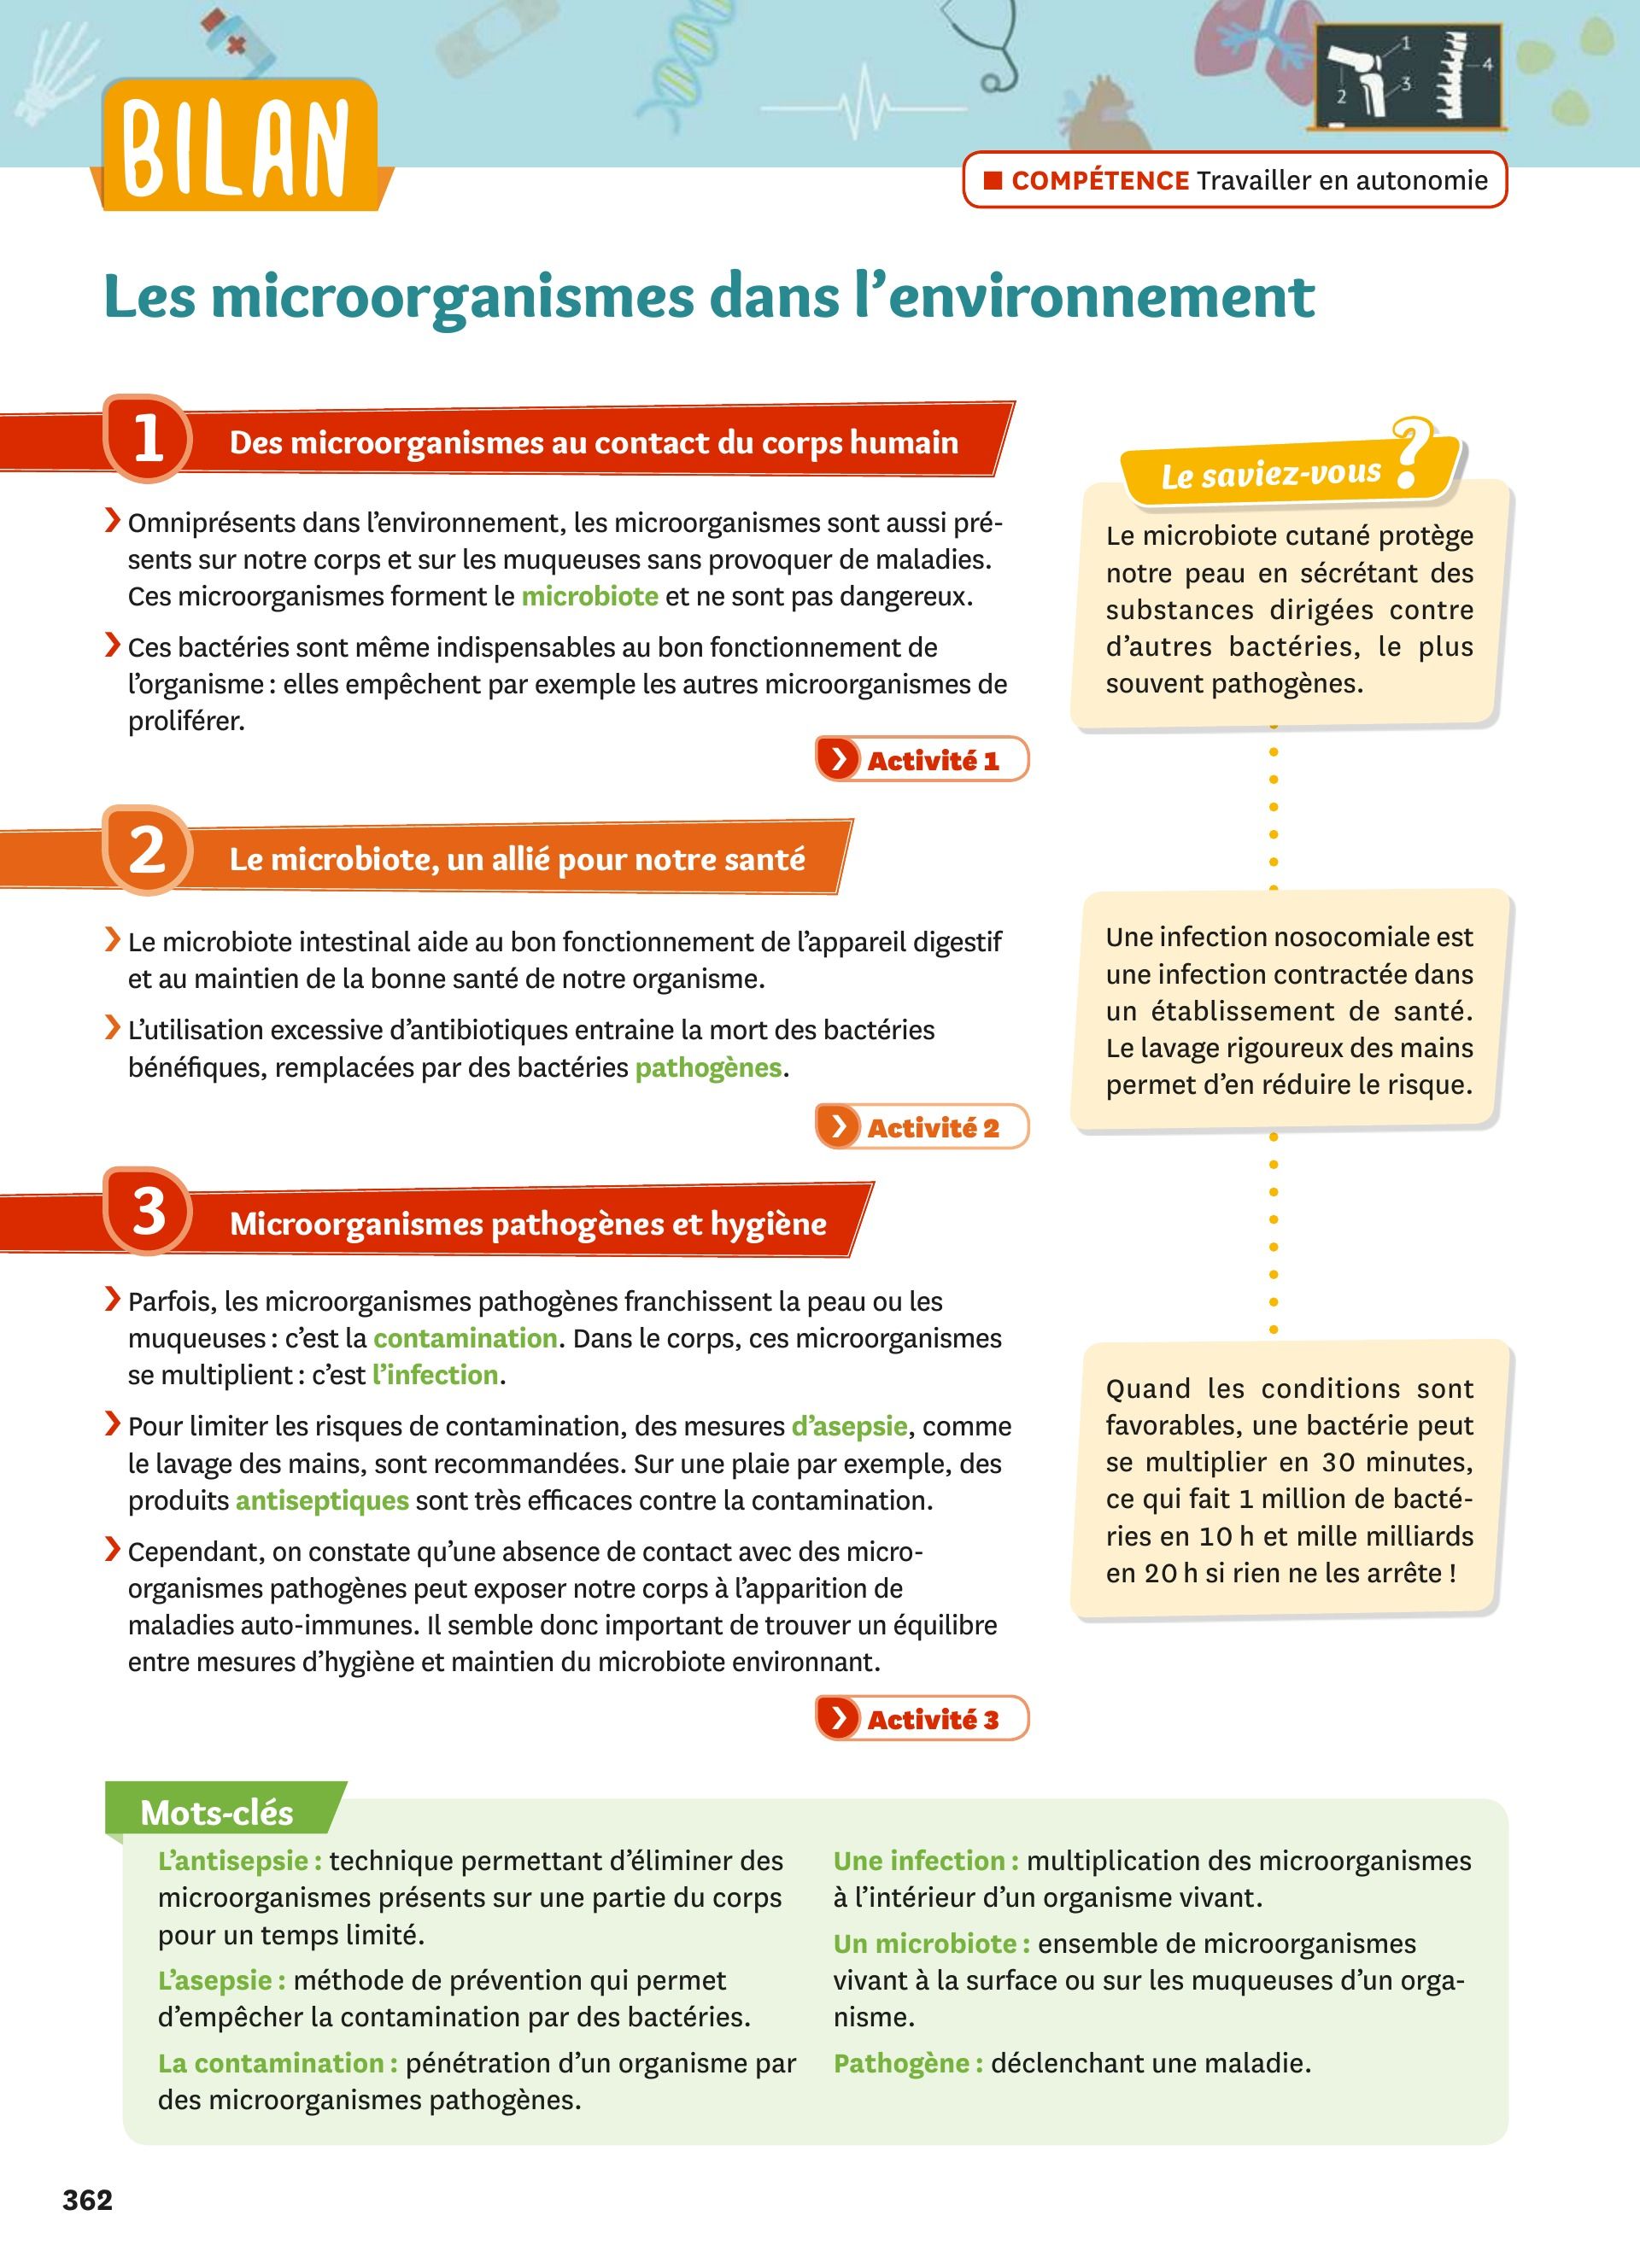 1
2
3
4
BILAN
COMPÉTENCE Travailler en autonomie
Les microorganismes dans l’environnement
1 Des microorganismes au contact du corps humain
❯ Omniprésents dans l’environnement, les microorganismes sont aussi pré-
sents sur notre corps et sur les muqueuses sans provoquer de maladies.
Ces microorganismes forment le microbiote et ne sont pas dangereux.
❯ Ces bactéries sont même indispensables au bon fonctionnement de
l’organisme : elles empêchent par exemple les autres microorganismes de
proliférer.
❯ Activité 1
2 Le microbiote, un allié pour notre santé
❯ Le microbiote intestinal aide au bon fonctionnement de l’appareil digestif
et au maintien de la bonne santé de notre organisme.
❯ L’utilisation excessive d’antibiotiques entraine la mort des bactéries
bénéfiques, remplacées par des bactéries pathogènes.
❯ Activité 2
3 Microorganismes pathogènes et hygiène
❯ Parfois, les microorganismes pathogènes franchissent la peau ou les
muqueuses : c’est la contamination. Dans le corps, ces microorganismes
se multiplient : c’est l’infection.
❯ Pour limiter les risques de contamination, des mesures d’asepsie, comme
le lavage des mains, sont recommandées. Sur une plaie par exemple, des
produits antiseptiques sont très efficaces contre la contamination.
❯ Cependant, on constate qu’une absence de contact avec des micro-
organismes pathogènes peut exposer notre corps à l’apparition de
maladies auto-immunes. Il semble donc important de trouver un équilibre
entre mesures d’hygiène et maintien du microbiote environnant.
❯ Activité 3
Le saviez-vous ?
Le microbiote cutané protège
notre peau en sécrétant des
substances dirigées contre
d’autres bactéries, le plus
souvent pathogènes.
Une infection nosocomiale est
une infection contractée dans
un établissement de santé.
Le lavage rigoureux des mains
permet d’en réduire le risque.
Quand les conditions sont
favorables, une bactérie peut
se multiplier en 30 minutes,
ce qui fait 1 million de bacté-
ries en 10 h et mille milliards
en 20 h si rien ne les arrête !
Mots-clés
L’antisepsie : technique permettant d’éliminer des
microorganismes présents sur une partie du corps
pour un temps limité.
L’asepsie : méthode de prévention qui permet
d’empêcher la contamination par des bactéries.
La contamination : pénétration d’un organisme par
des microorganismes pathogènes.
Une infection : multiplication des microorganismes
à l’intérieur d’un organisme vivant.
Un microbiote : ensemble de microorganismes
vivant à la surface ou sur les muqueuses d’un orga-
nisme.
Pathogène : déclenchant une maladie.
362